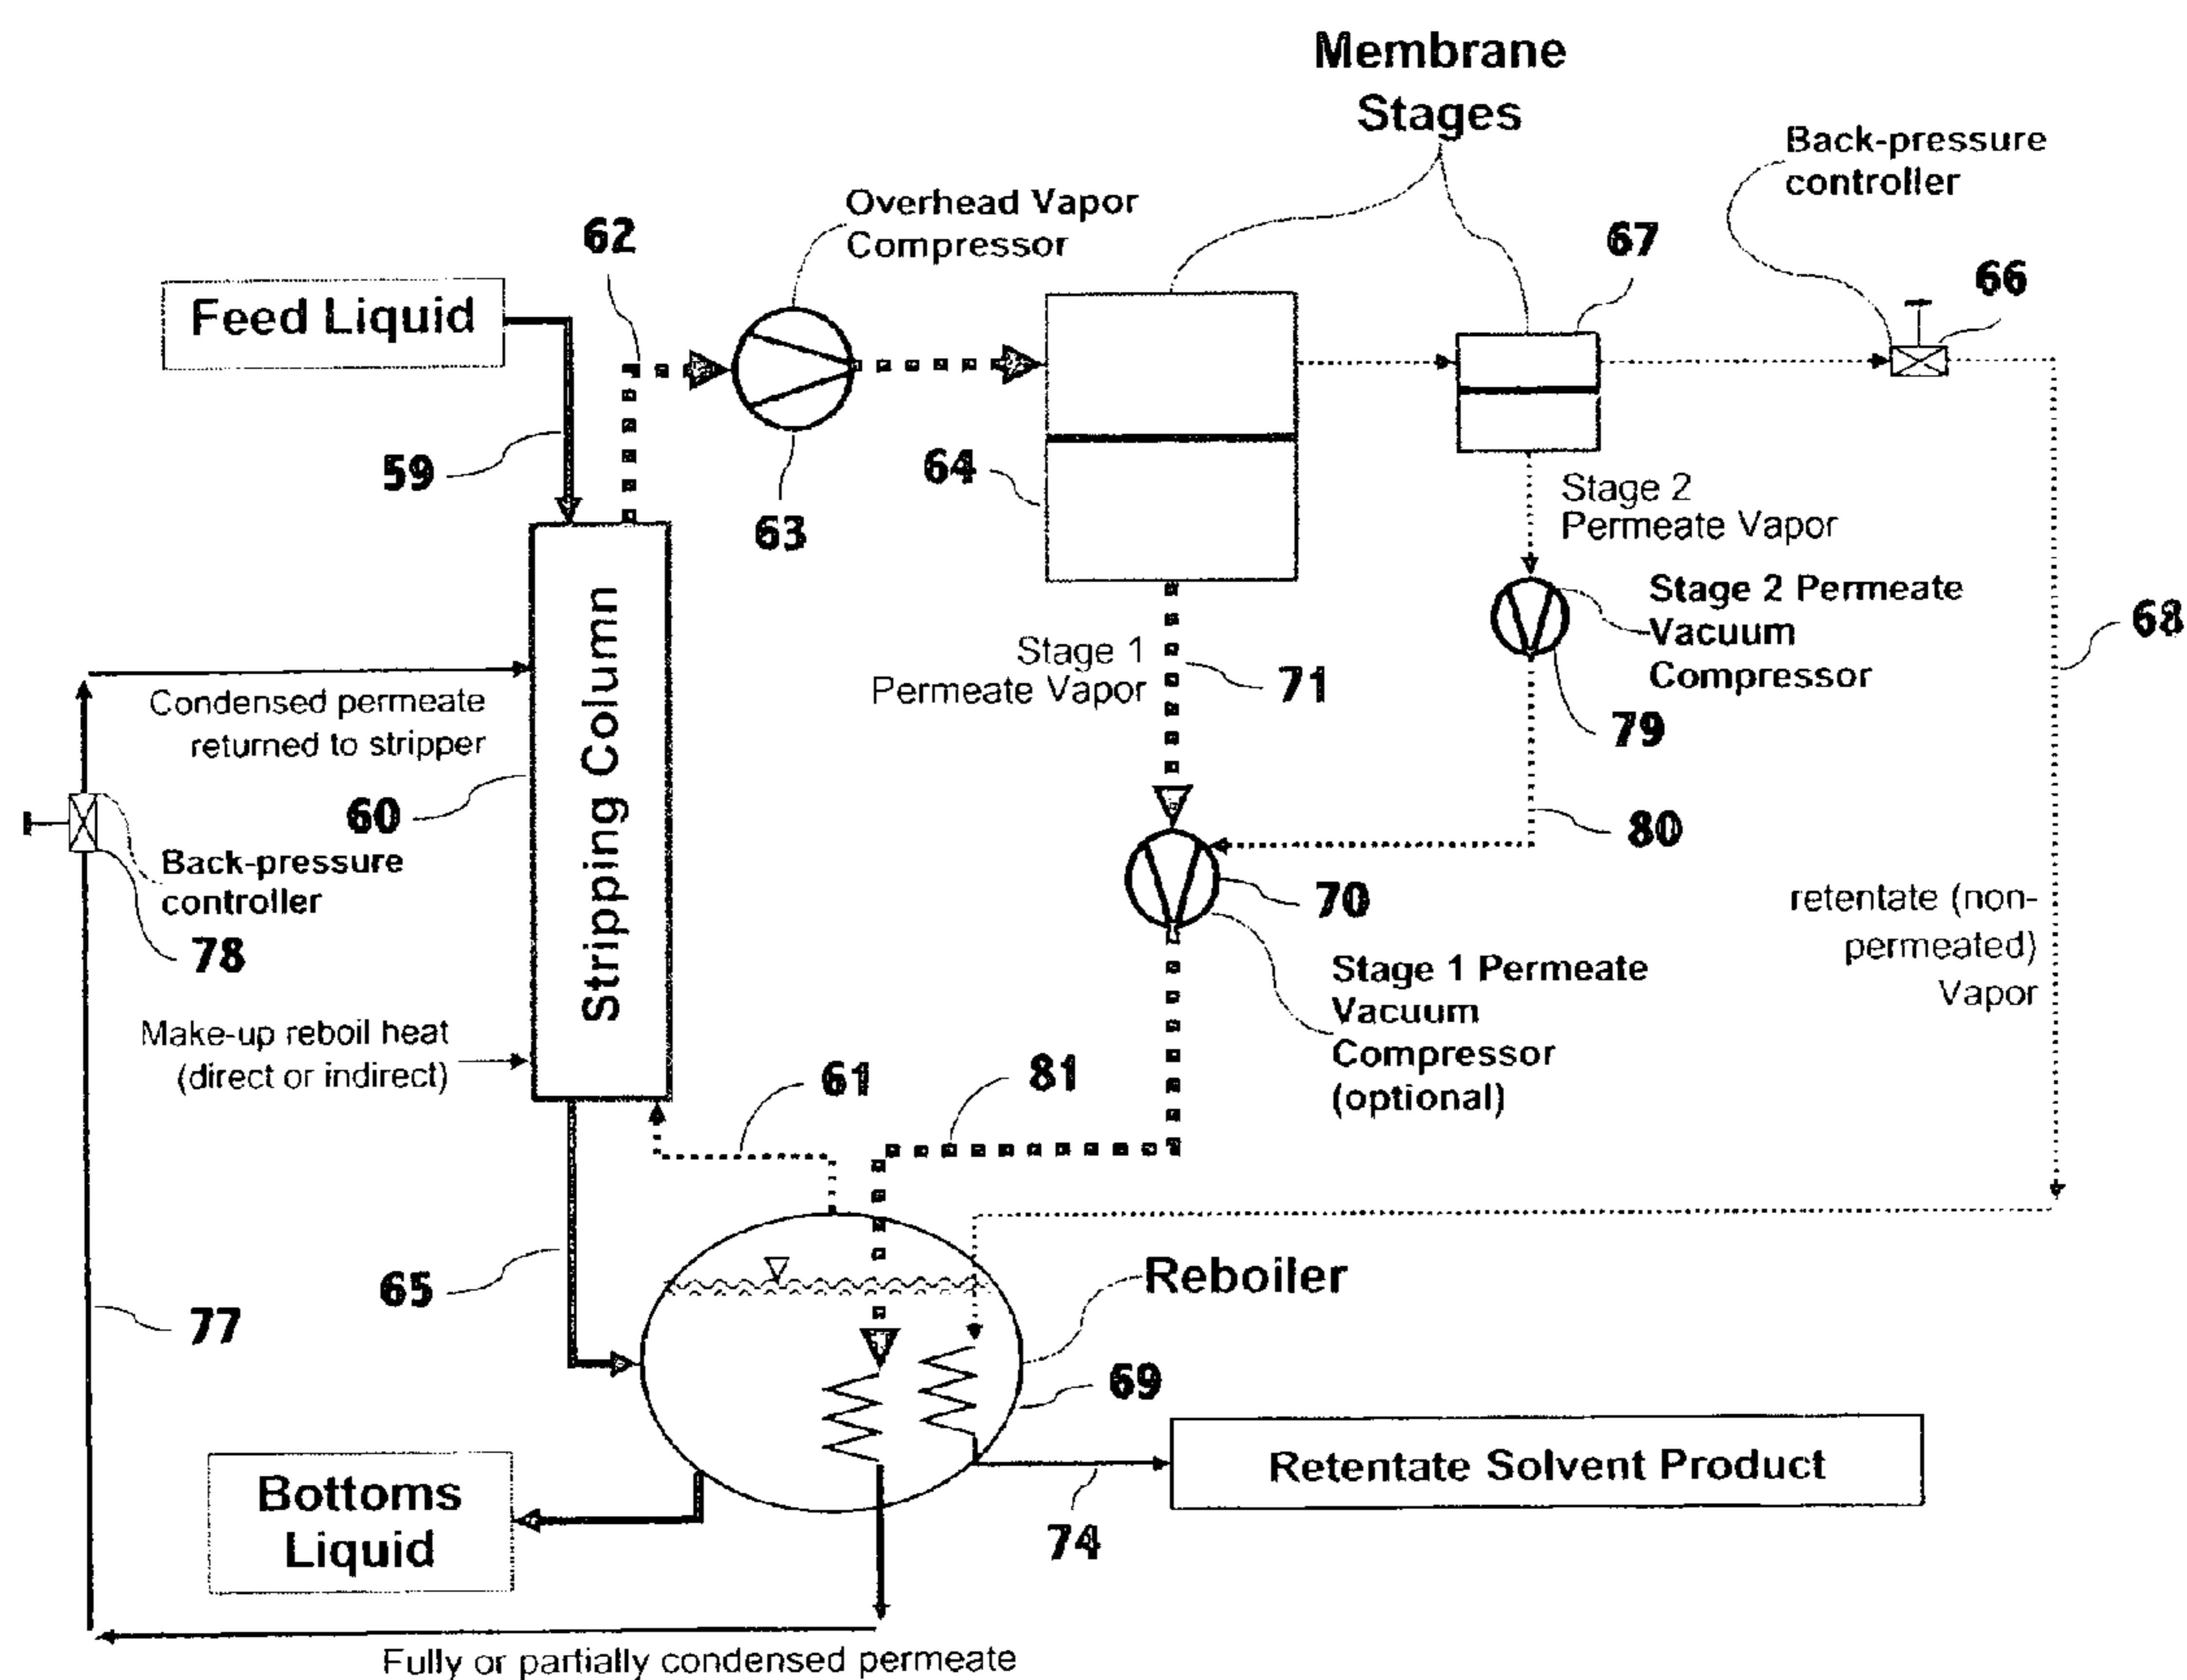 Membrane
Stages
Back-pressure
controller
Overhead Vapor
Compressor
62
67
66
Feed Liquid
59
63
64
Stage 2
Permeate Vapor
Stage 2 Permeate
Vacuum
Compressor
68
Stage 1
Permeate Vapor
71
79
Condensed permeate
returned to stripper
60
Stripping Column
80
Back-pressure
controller
78
70
retentate (non-
permeated)
Vapor
Stage 1 Permeate
Vacuum
Compressor
(optional)
Make-up reboil heat
(direct or indirect)
61
81
65
Reboiler
77
69
Retentate Solvent Product
Bottoms
Liquid
74
Fully or partially condensed permeate